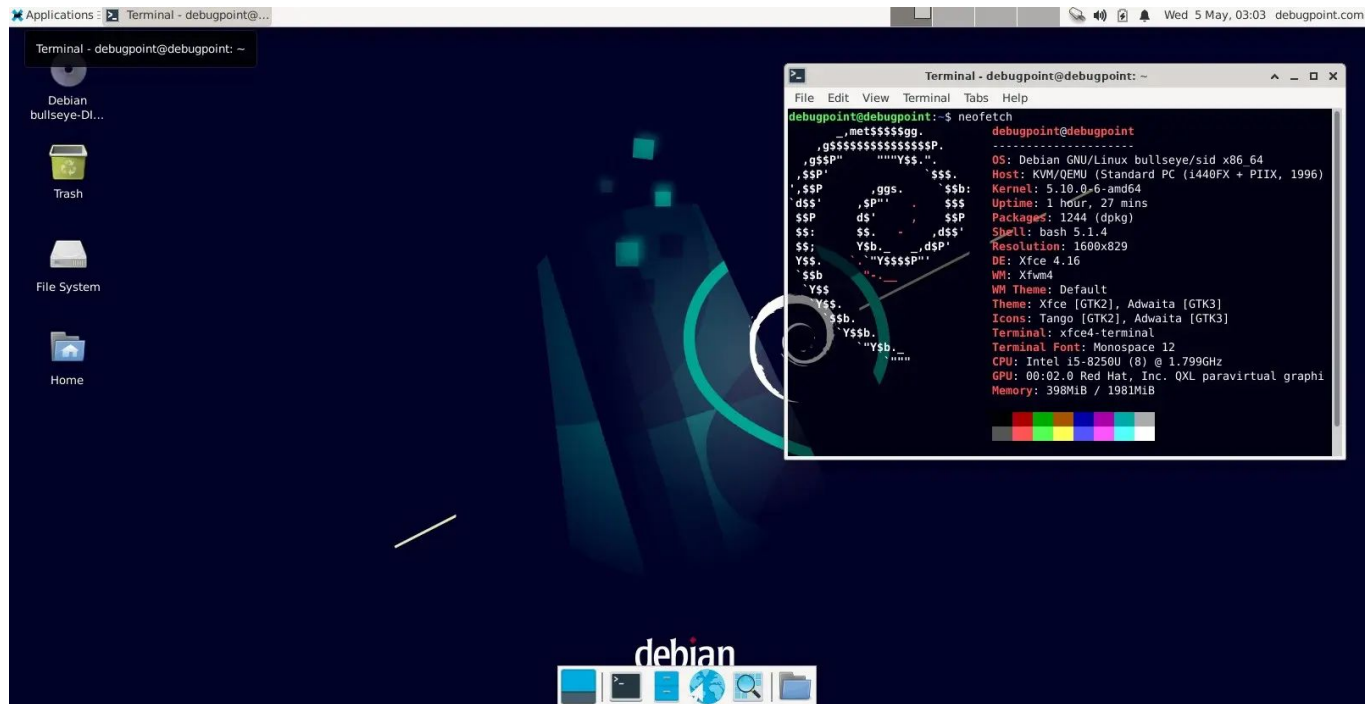 Applications
Terminal - debugpoint@...
Wed 5 May, 03:03 debugpoint.com
Terminal - debugpoint@debugpoint: ~
Debian
bullseye-DI...
Trash
File System
Home
Terminal - debugpoint@debugpoint: ~
File Edit View Terminal Tabs Help
debugpoint@debugpoint:~$ neofetch
_,met$$$$$gg.
,g$$$$$$$$$$$$$$$P.
,g$$P" """Y$$.".
,$$P' `$$$.
',$$P ,ggs. `$$b:
`d$$' ,$P"' . $$$
$$P d$' , $$P
$$: $$. - ,d$$'
$$; Y$b._ _,d$P'
Y$$. `.`"Y$$$$P"'
`$$b "-.__
`Y$$
`Y$$.
`$$b.
`Y$$b.
`"Y$b._
`"""
debugpoint@debugpoint
---------------------
OS: Debian GNU/Linux bullseye/sid x86_64
Host: KVM/QEMU (Standard PC (i440FX + PIIX, 1996)
Kernel: 5.10.0-6-amd64
Uptime: 1 hour, 27 mins
Packages: 1244 (dpkg)
Shell: bash 5.1.4
Resolution: 1600x829
DE: Xfce 4.16
WM: Xfwm4
WM Theme: Default
Theme: Xfce [GTK2], Adwaita [GTK3]
Icons: Tango [GTK2], Adwaita [GTK3]
Terminal: xfce4-terminal
Terminal Font: Monospace 12
CPU: Intel i5-8250U (8) @ 1.799GHz
GPU: 00:02.0 Red Hat, Inc. QXL paravirtual graphi
Memory: 398MiB / 1981MiB
debian